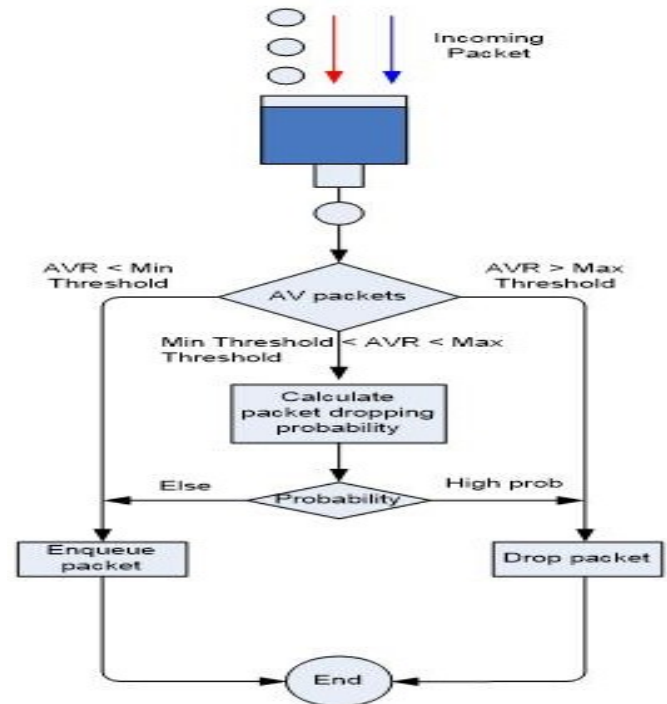 Incoming
Packet
AVR < Min
Threshold
AVR > Max
Threshold
AV packets
Min Threshold < AVR < Max
Threshold
Calculate
packet dropping
probability
Else
Probability
High prob
Enqueue
packet
Drop packet
End